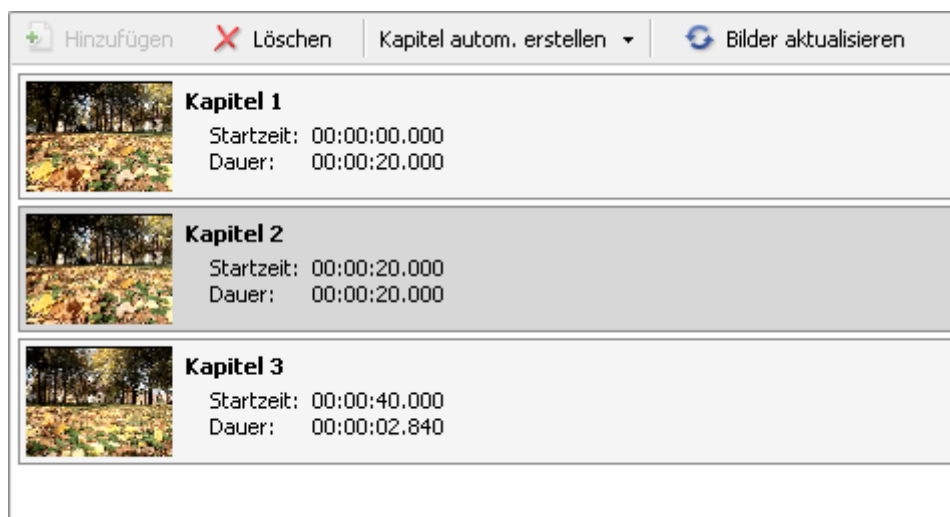 Hinzufügen Löschen Kapitel autom. erstellen Bilder aktualisieren
Kapitel 1
Startzeit: 00:00:00.000
Dauer: 00:00:20.000
Kapitel 2
Startzeit: 00:00:20.000
Dauer: 00:00:20.000
Kapitel 3
Startzeit: 00:00:40.000
Dauer: 00:00:02.840